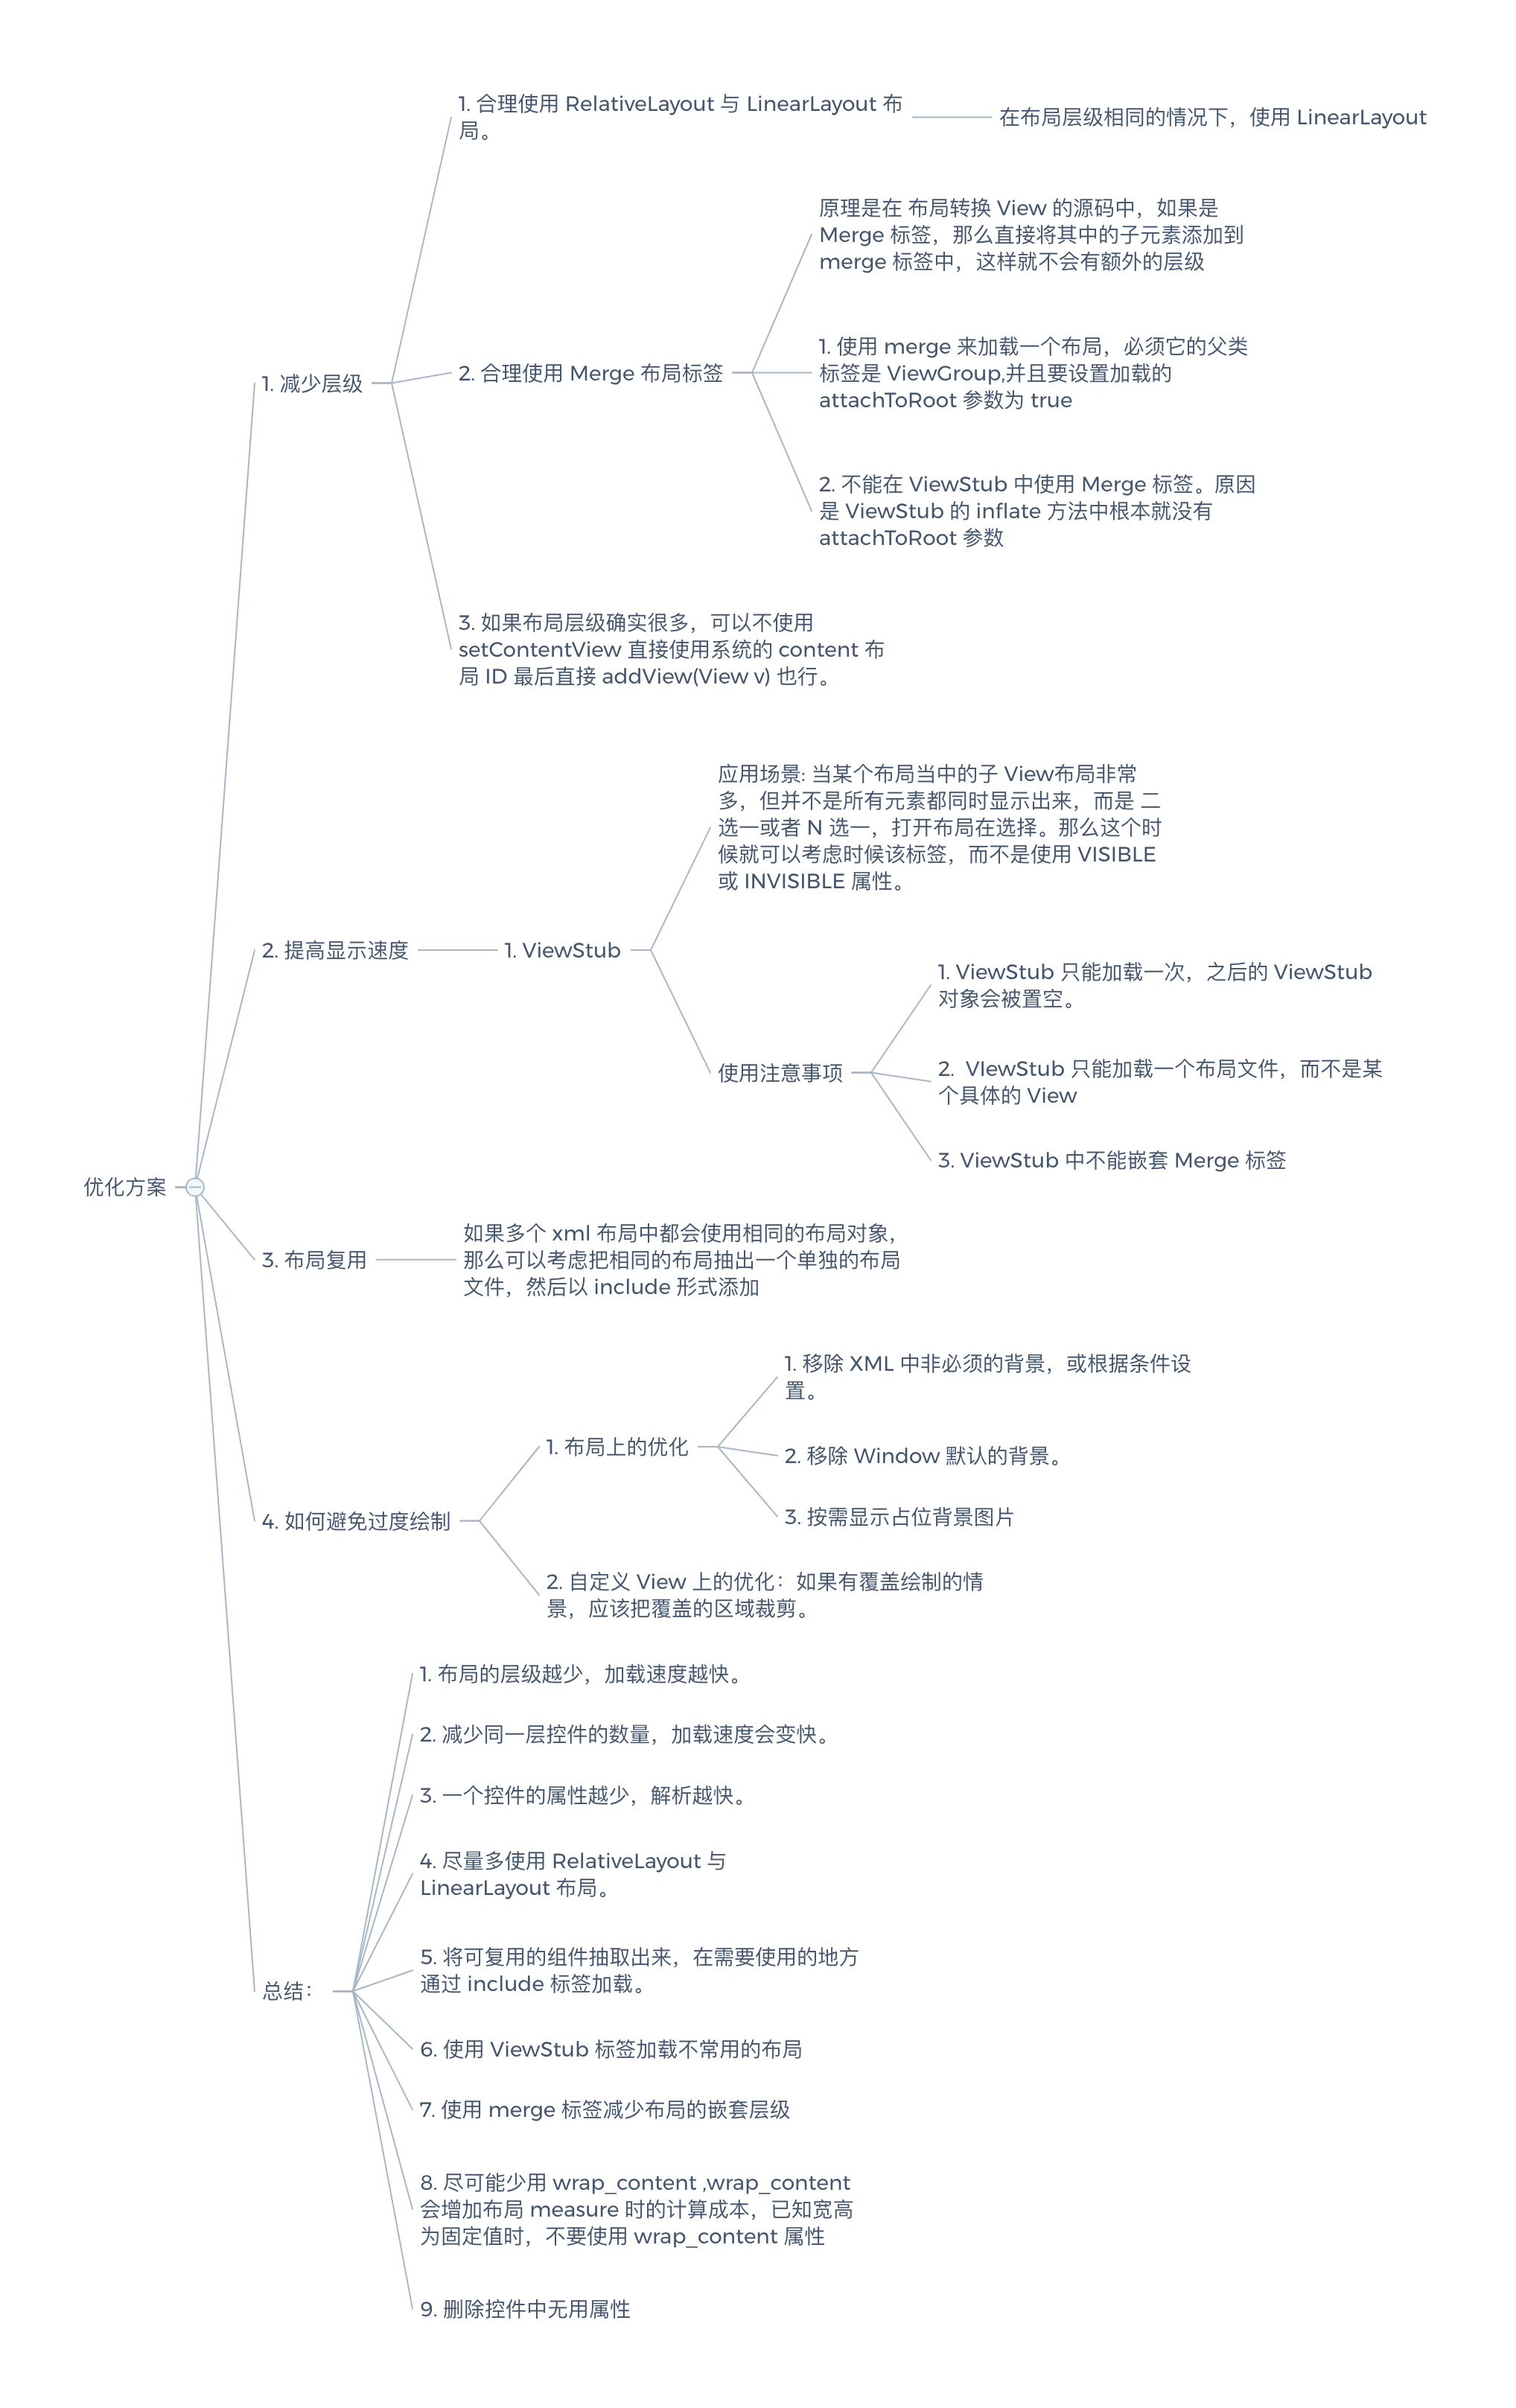 优化方案
1. 减少层级
1. 合理使用 RelativeLayout 与 LinearLayout 布
局。
在布局层级相同的情况下，使用 LinearLayout
2. 合理使用 Merge 布局标签
原理是在 布局转换 View 的源码中，如果是
Merge 标签，那么直接将其中的子元素添加到
merge 标签中，这样就不会有额外的层级
1. 使用 merge 来加载一个布局，必须它的父类
标签是 ViewGroup,并且要设置加载的
attachToRoot 参数为 true
2. 不能在 ViewStub 中使用 Merge 标签。原因
是 ViewStub 的 inflate 方法中根本就没有
attachToRoot 参数
3. 如果布局层级确实很多，可以不使用
setContentView 直接使用系统的 content 布
局 ID 最后直接 addView(View v) 也行。
2. 提高显示速度
1. ViewStub
应用场景: 当某个布局当中的子 View布局非常
多，但并不是所有元素都同时显示出来，而是 二
选一或者 N 选一，打开布局在选择。那么这个时
候就可以考虑时候该标签，而不是使用 VISIBLE
或 INVISIBLE 属性。
使用注意事项
1. ViewStub 只能加载一次，之后的 ViewStub
对象会被置空。
2.  VIewStub 只能加载一个布局文件，而不是某
个具体的 View
3. ViewStub 中不能嵌套 Merge 标签
3. 布局复用
如果多个 xml 布局中都会使用相同的布局对象，
那么可以考虑把相同的布局抽出一个单独的布局
文件，然后以 include 形式添加
4. 如何避免过度绘制
1. 布局上的优化
1. 移除 XML 中非必须的背景，或根据条件设
置。
2. 移除 Window 默认的背景。
3. 按需显示占位背景图片
2. 自定义 View 上的优化：如果有覆盖绘制的情
景，应该把覆盖的区域裁剪。
总结：
1. 布局的层级越少，加载速度越快。
2. 减少同一层控件的数量，加载速度会变快。
3. 一个控件的属性越少，解析越快。
4. 尽量多使用 RelativeLayout 与
LinearLayout 布局。
5. 将可复用的组件抽取出来，在需要使用的地方
通过 include 标签加载。
6. 使用 ViewStub 标签加载不常用的布局
7. 使用 merge 标签减少布局的嵌套层级
8. 尽可能少用 wrap_content ,wrap_content
会增加布局 measure 时的计算成本，已知宽高
为固定值时，不要使用 wrap_content 属性
9. 删除控件中无用属性